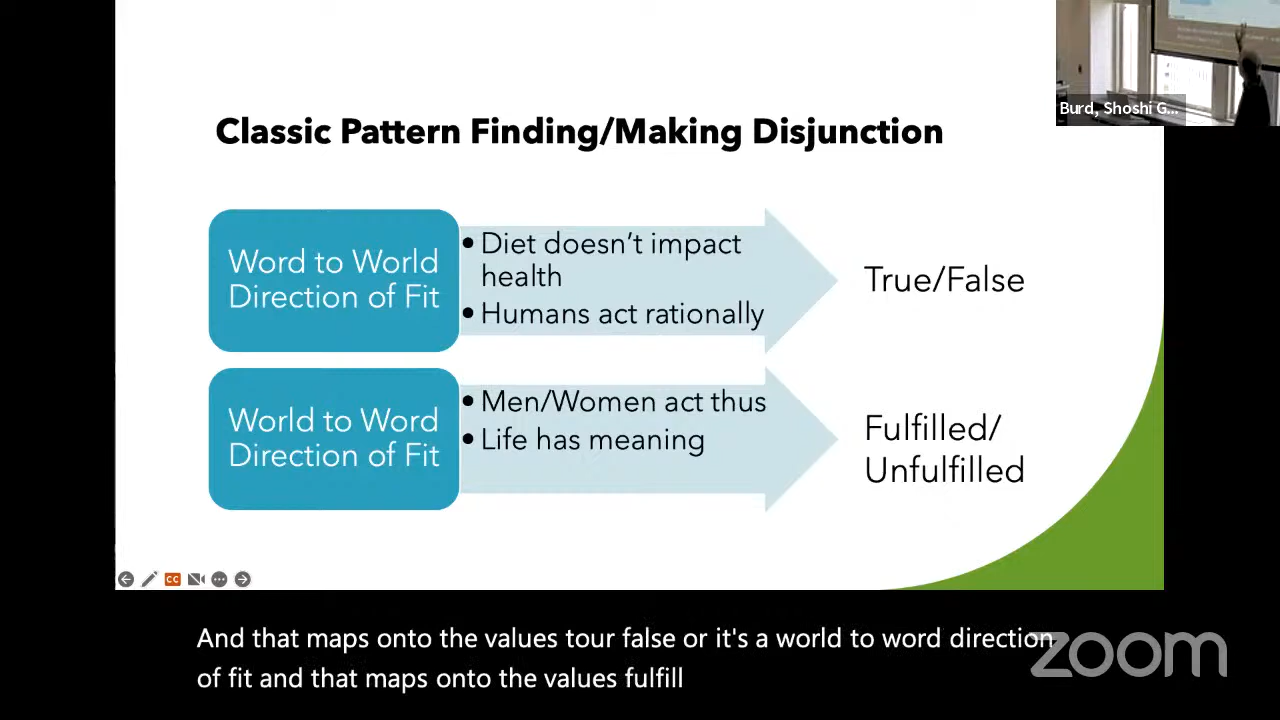 Burd, Shoshi G...
Classic Pattern Finding/Making Disjunction
Word to World
Direction of Fit
• Diet doesn't impact
health
• Humans act rationally
True/False
World to Word
Direction of Fit
• Men/Women act thus
• Life has meaning
Fulfilled/
Unfulfilled
CC
And that maps onto the values tour false or it's a world to word direction
of fit and that maps onto the values fulfill
zoom